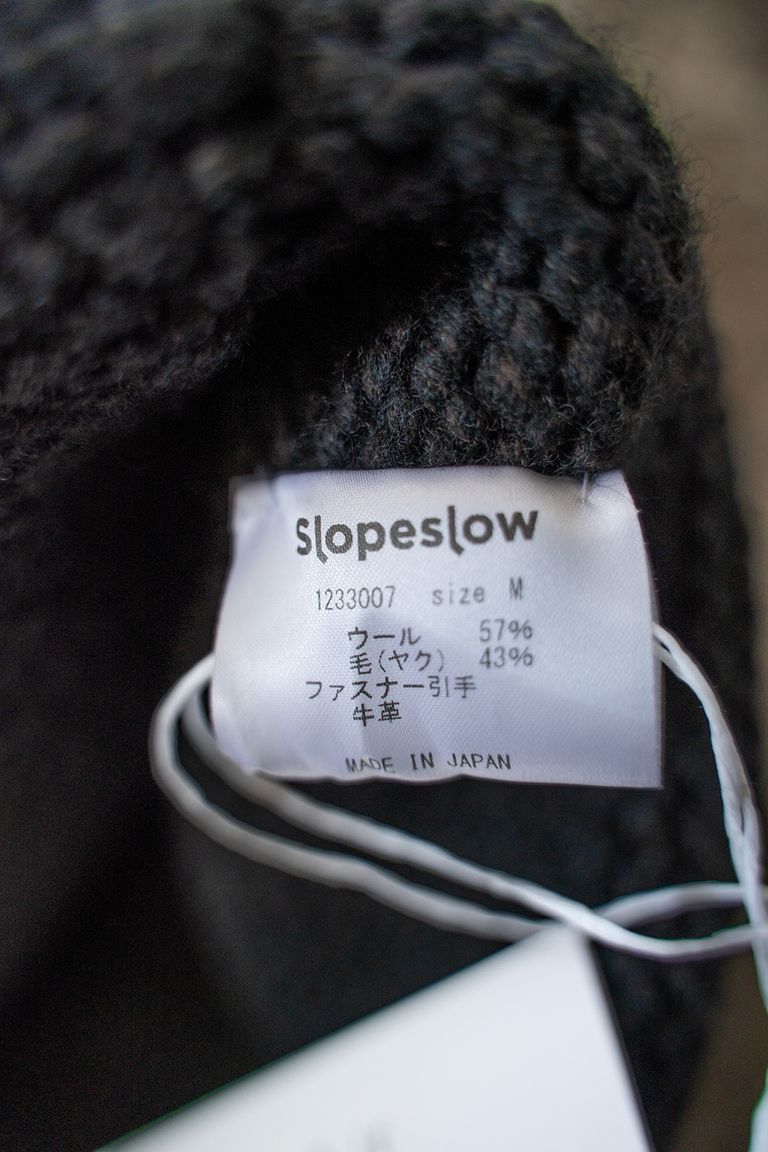 Slopeslow
1233007 size M
ウール 57%
毛(ヤク) 43%
ファスナー引手
牛革
MADE IN JAPAN